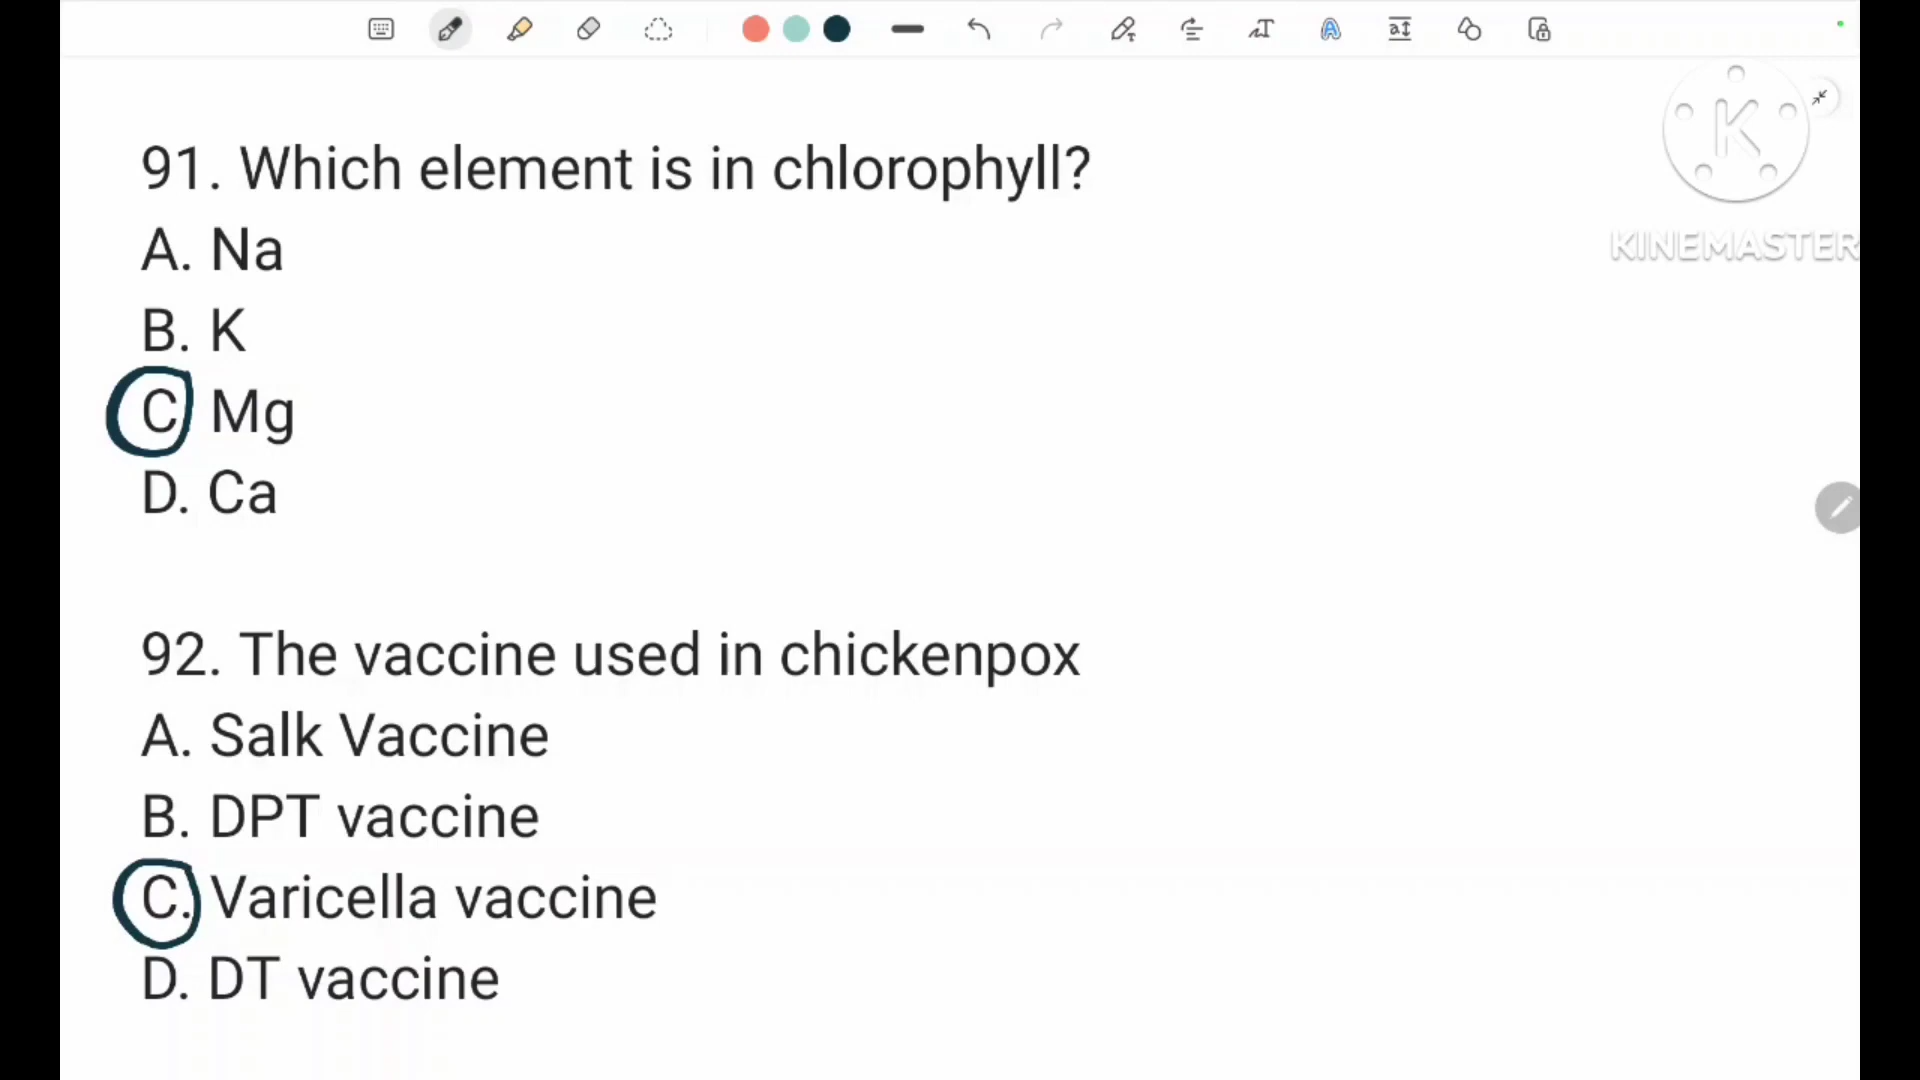 K
KINEMASTER
91. Which element is in chlorophyll?
A. Na
B. K
C Mg
D. Ca
92. The vaccine used in chickenpox
A. Salk Vaccine
B. DPT vaccine
C. Varicella vaccine
D. DT vaccine